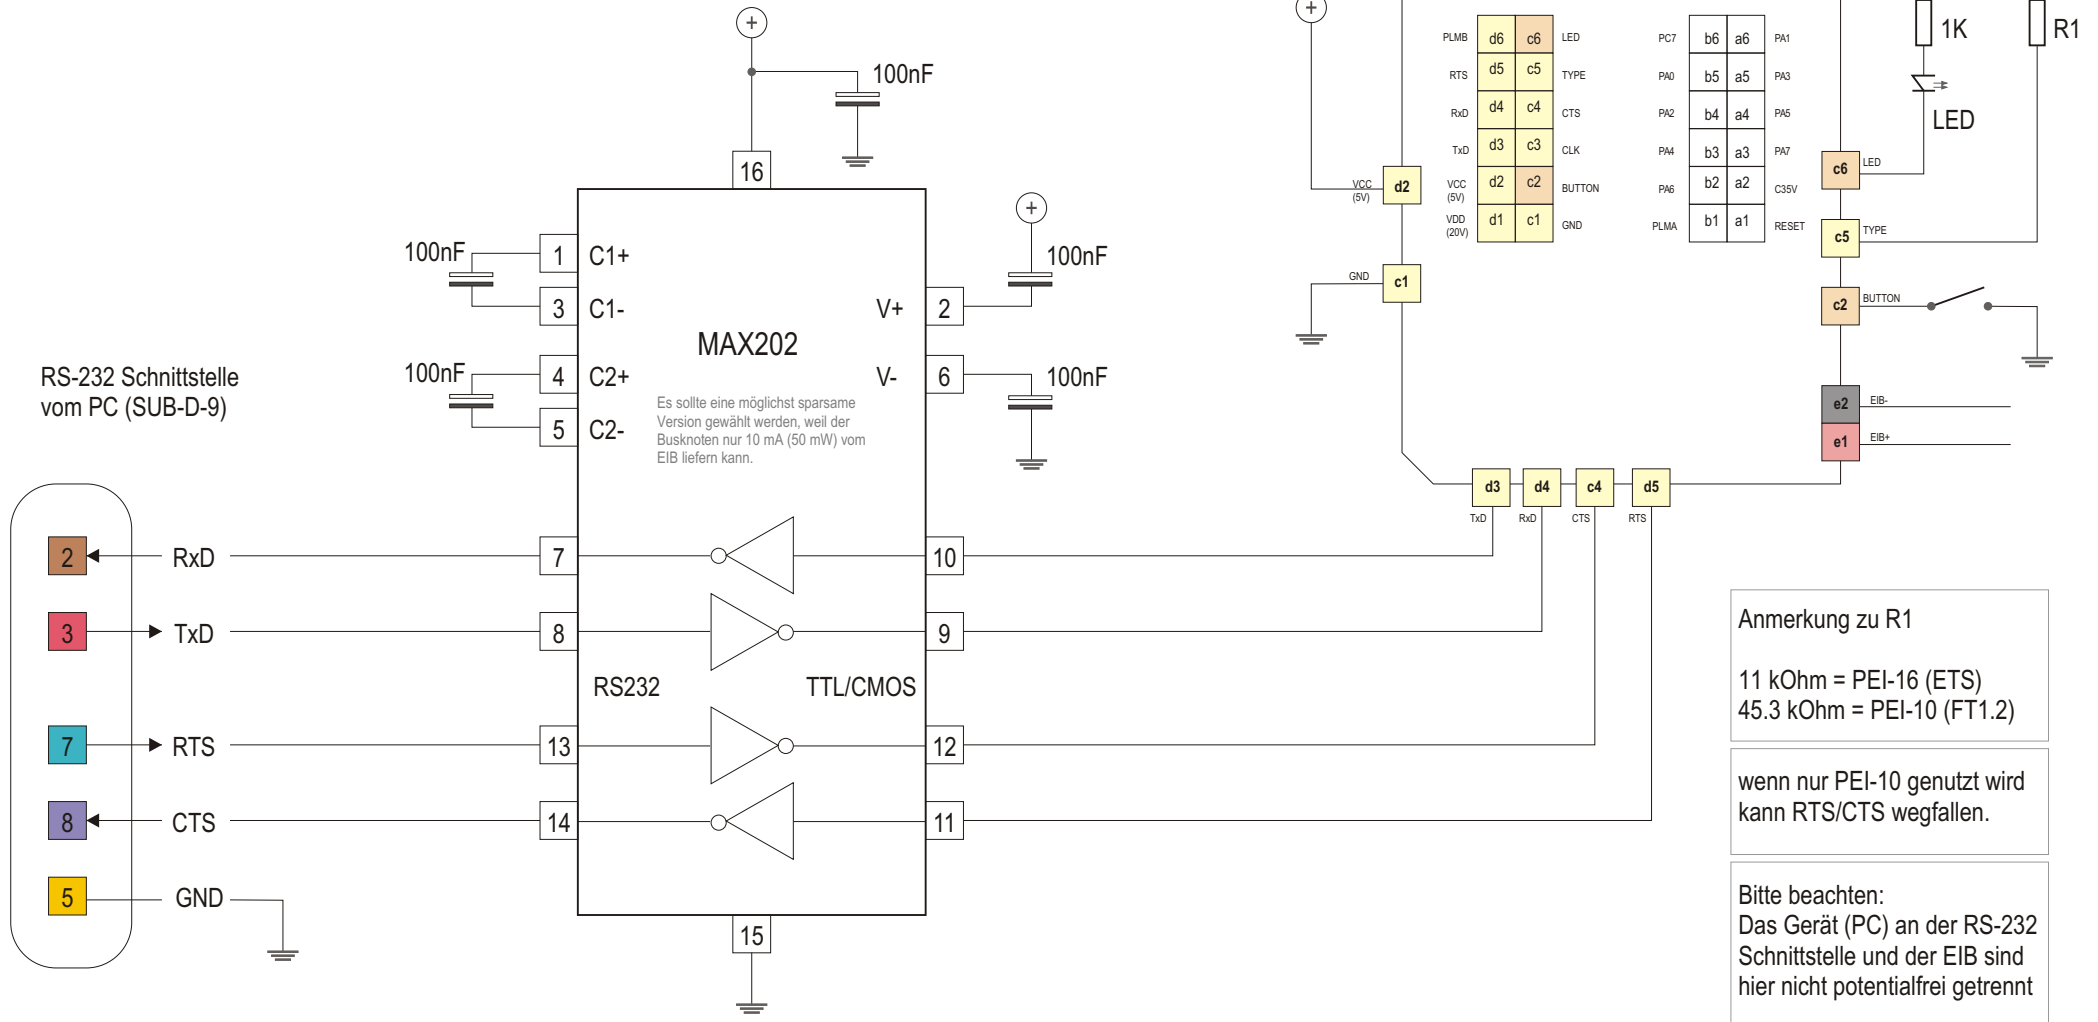 +
100nF
16
100nF
1
C1+
3
C1-
100nF
4
C2+
5
C2-
MAX202
Es sollte eine möglichst sparsame
Version gewählt werden, weil der
Busknoten nur 10 mA (50 mW) vom
EIB liefern kann.
V+
2
+
100nF
V-
6
100nF
RS-232 Schnittstelle
vom PC (SUB-D-9)
2
RxD
7
10
3
TxD
8
9
RS232
TTL/CMOS
7
RTS
13
12
8
CTS
14
11
5
GND
15
+
VCC
(5V)
d2
GND
c1
PLMB d6 c6 LED
RTS d5 c5 TYPE
RxD d4 c4 CTS
TxD d3 c3 CLK
VCC
(5V) d2 c2 BUTTON
VDD
(20V) d1 c1 GND
PC7 b6 a6 PA1
PA0 b5 a5 PA3
PA2 b4 a4 PA5
PA4 b3 a3 PA7
PA6 b2 a2 C35V
PLMA b1 a1 RESET
1K
R1
LED
c6 LED
c5 TYPE
c2 BUTTON
e2 EIB-
e1 EIB+
d3 d4 c4 d5
TxD RxD CTS RTS
Anmerkung zu R1
11 kOhm = PEI-16 (ETS)
45.3 kOhm = PEI-10 (FT1.2)
wenn nur PEI-10 genutzt wird
kann RTS/CTS wegfallen.
Bitte beachten:
Das Gerät (PC) an der RS-232
Schnittstelle und der EIB sind
hier nicht potentialfrei getrennt